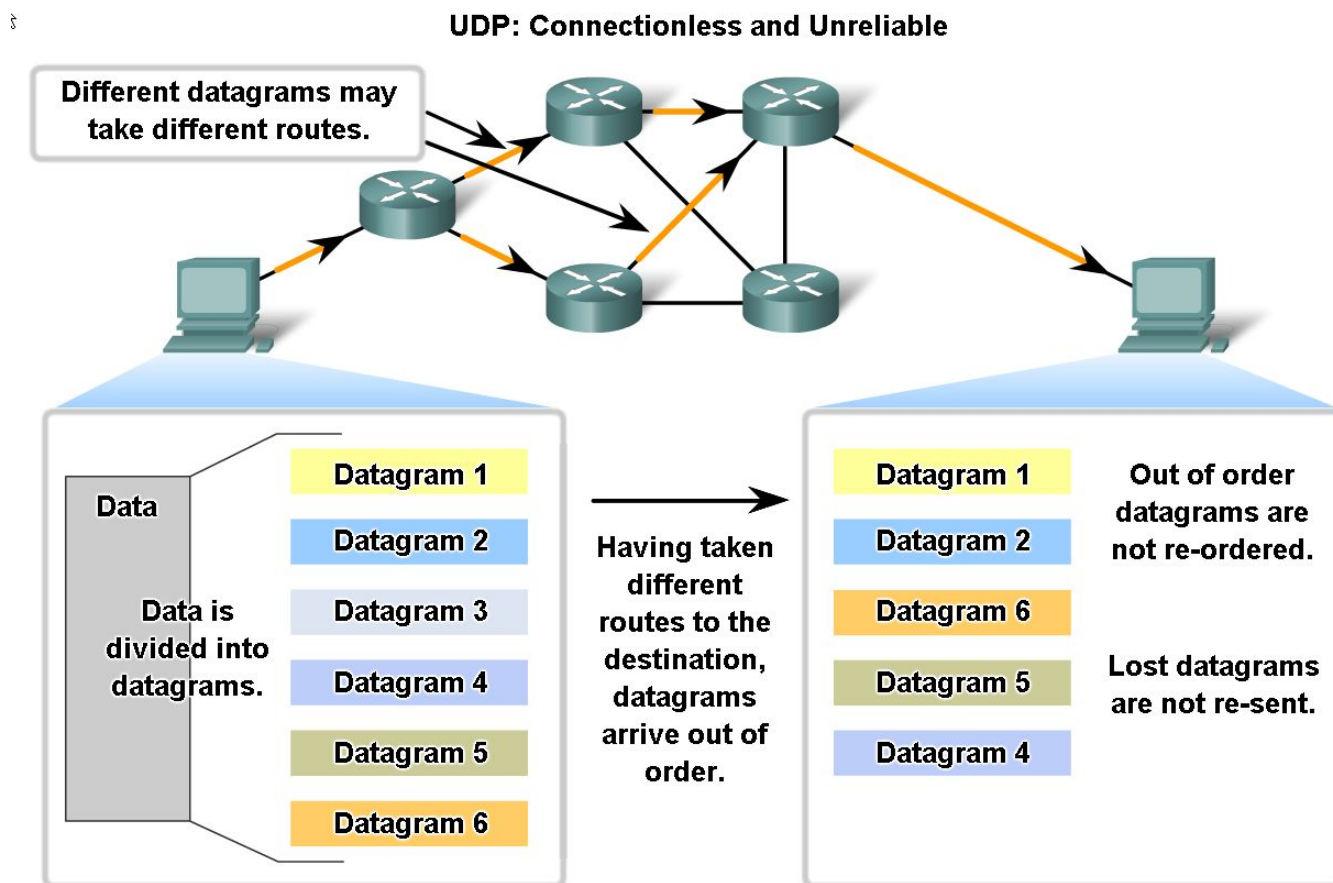 UDP: Connectionless and Unreliable
Different datagrams may
take different routes.
Data
Data is
divided into
datagrams.
Datagram 1
Datagram 2
Datagram 3
Datagram 4
Datagram 5
Datagram 6
Having taken
different
routes to the
destination,
datagrams
arrive out of
order.
Datagram 1
Datagram 2
Datagram 6
Datagram 5
Datagram 4
Out of order
datagrams are
not re-ordered.
Lost datagrams
are not re-sent.